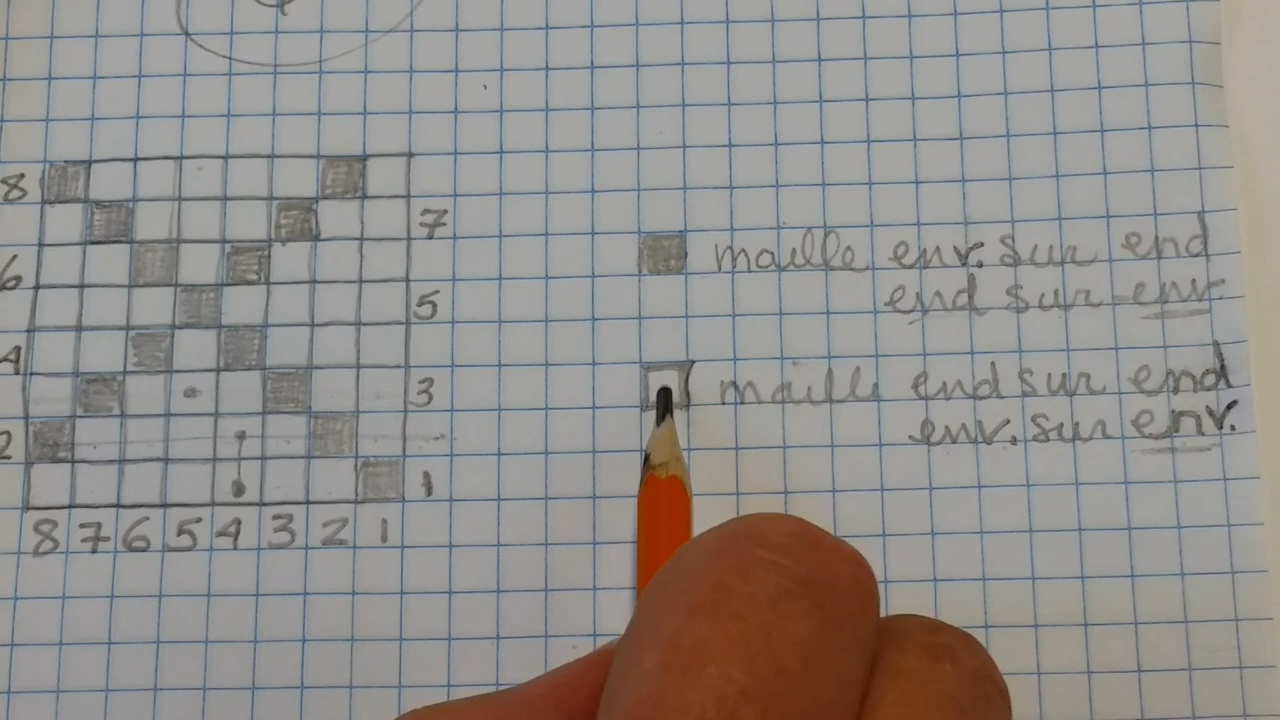 8
7
6
5
4
3
2
1
8 7 6 5 4 3 2 1
maille env. sur end
end sur env.
maille end sur end
env. sur env.